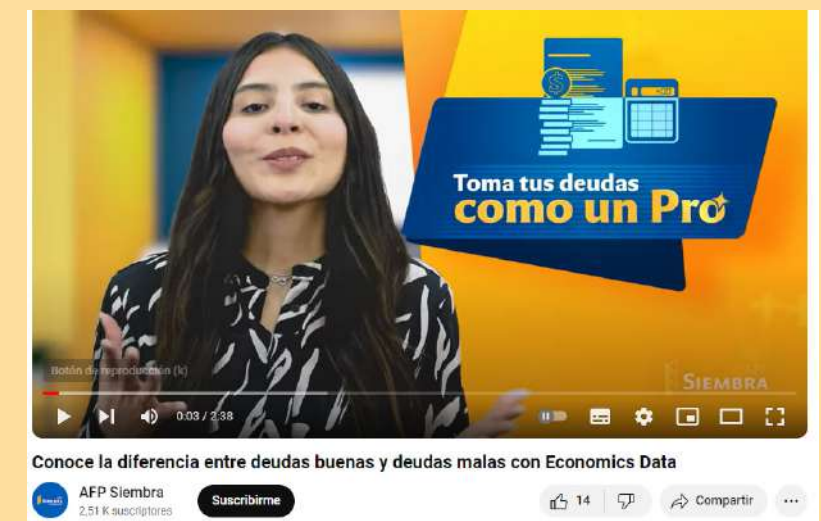 Toma tus deudas
como un Pro
Botón de reproducción (k)
SIEMBRA
0:03 / 2:38
Conoce la diferencia entre deudas buenas y deudas malas con Economics Data
AFP Siembra
2,51 K suscriptores
Suscribirme
14
Compartir